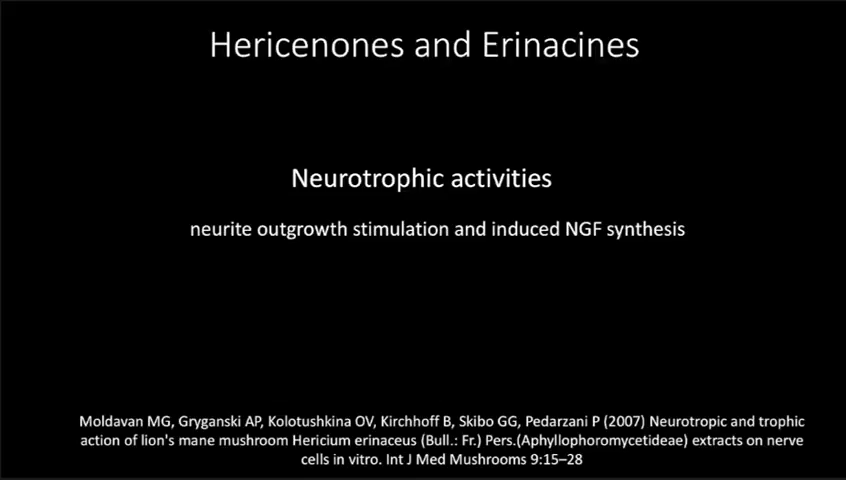 Hericenones and Erinacines
Neurotrophic activities
neurite outgrowth stimulation and induced NGF synthesis
Moldavan MG, Gryganski AP, Kolotushkina OV, Kirchhoff B, Skibo GG, Pedarzani P (2007) Neurotropic and trophic
action of lion's mane mushroom Hericium erinaceus (Bull.: Fr.) Pers.(Aphyllophoromycetideae) extracts on nerve
cells in vitro. Int J Med Mushrooms 9:15–28